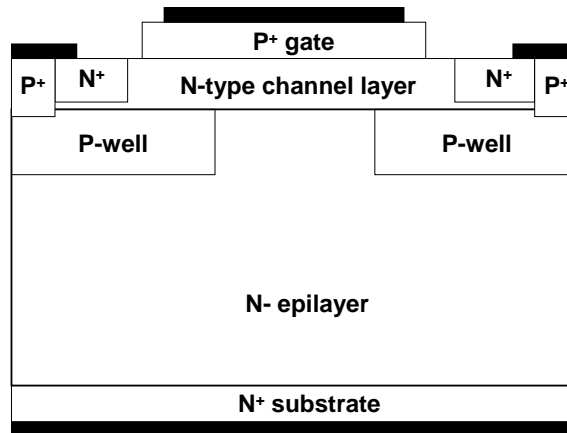 P⁺ gate
P⁺ N⁺ N-type channel layer N⁺ P⁺
P-well P-well
N- epilayer
N⁺ substrate